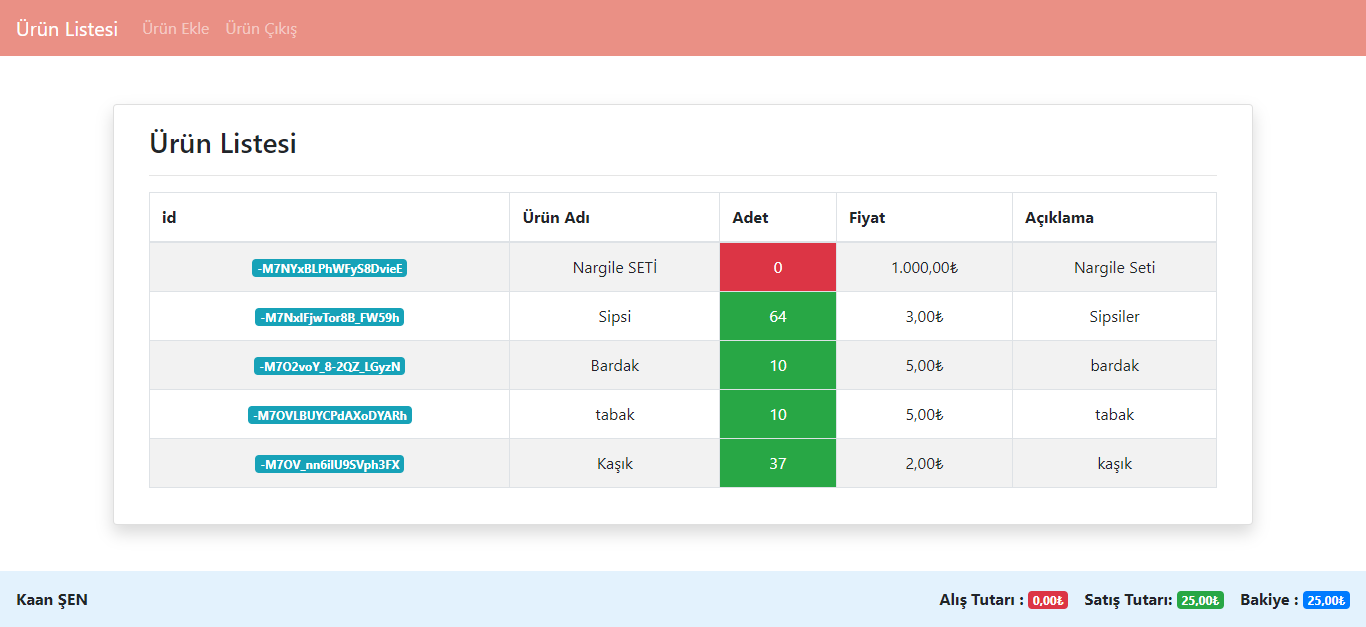 Ürün Listesi Ürün Ekle Ürün Çıkış
Ürün Listesi
id Ürün Adı Adet Fiyat Açıklama
-M7NYxBLPhWFyS8DvieE Nargile SETİ 0 1.000,00₺ Nargile Seti
-M7NxlFjwTor8B_FW59h Sipsi 64 3,00₺ Sipsiler
-M7O2voY_8-2QZ_LGyzN Bardak 10 5,00₺ bardak
-M7OVLBUYCPdAXoDYARh tabak 10 5,00₺ tabak
-M7OV_nn6ilU9SVph3FX Kaşık 37 2,00₺ kaşık
Kaan ŞEN Alış Tutarı : 0,00₺ Satış Tutarı: 25,00₺ Bakiye : 25,00₺